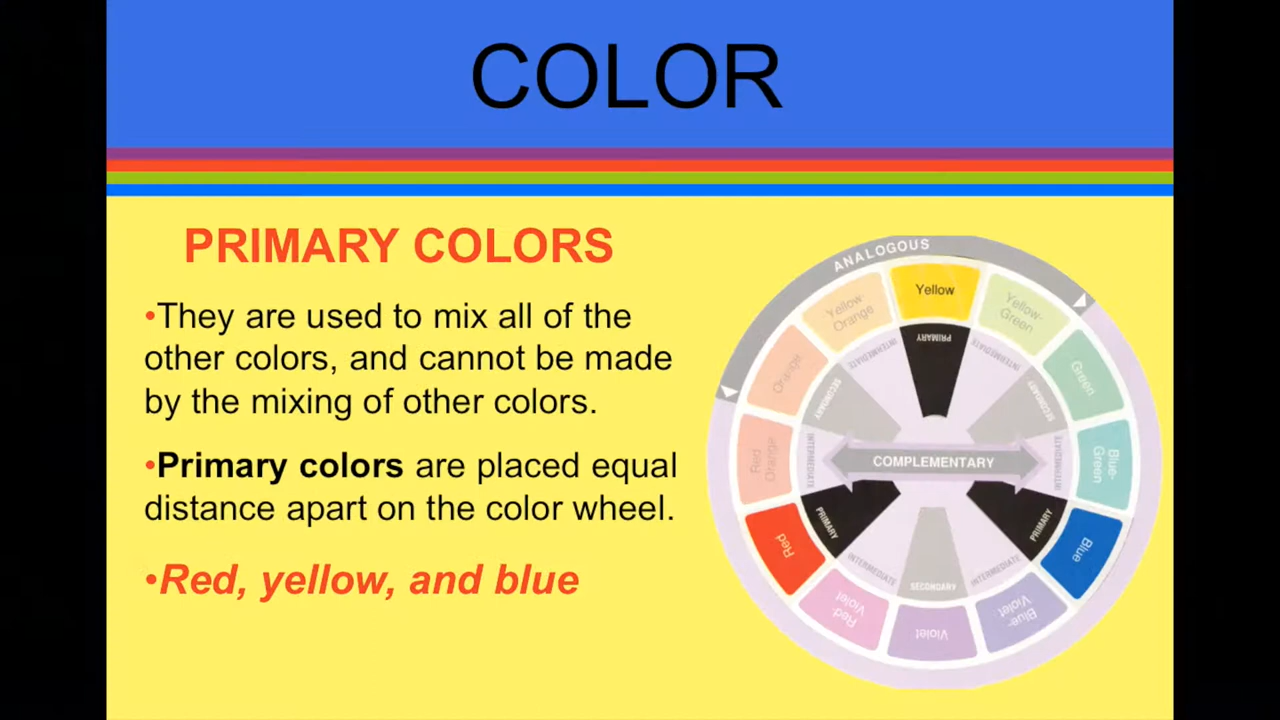 COLOR
PRIMARY COLORS
•They are used to mix all of the
other colors, and cannot be made
by the mixing of other colors.
•Primary colors are placed equal
distance apart on the color wheel.
•Red, yellow, and blue
ANALOGOUS
Yellow
Yellow-
Orange
Yellow-
Green
PRIMARY
INTERMEDIATE
INTERMEDIATE
Orange
Green
SECONDARY
SECONDARY
Red
Orange
INTERMEDIATE
COMPLEMENTARY
INTERMEDIATE
Blue-
Green
Red
PRIMARY
PRIMARY
Blue
INTERMEDIATE
SECONDARY
INTERMEDIATE
Red-
Violet
Violet
Blue-
Violet